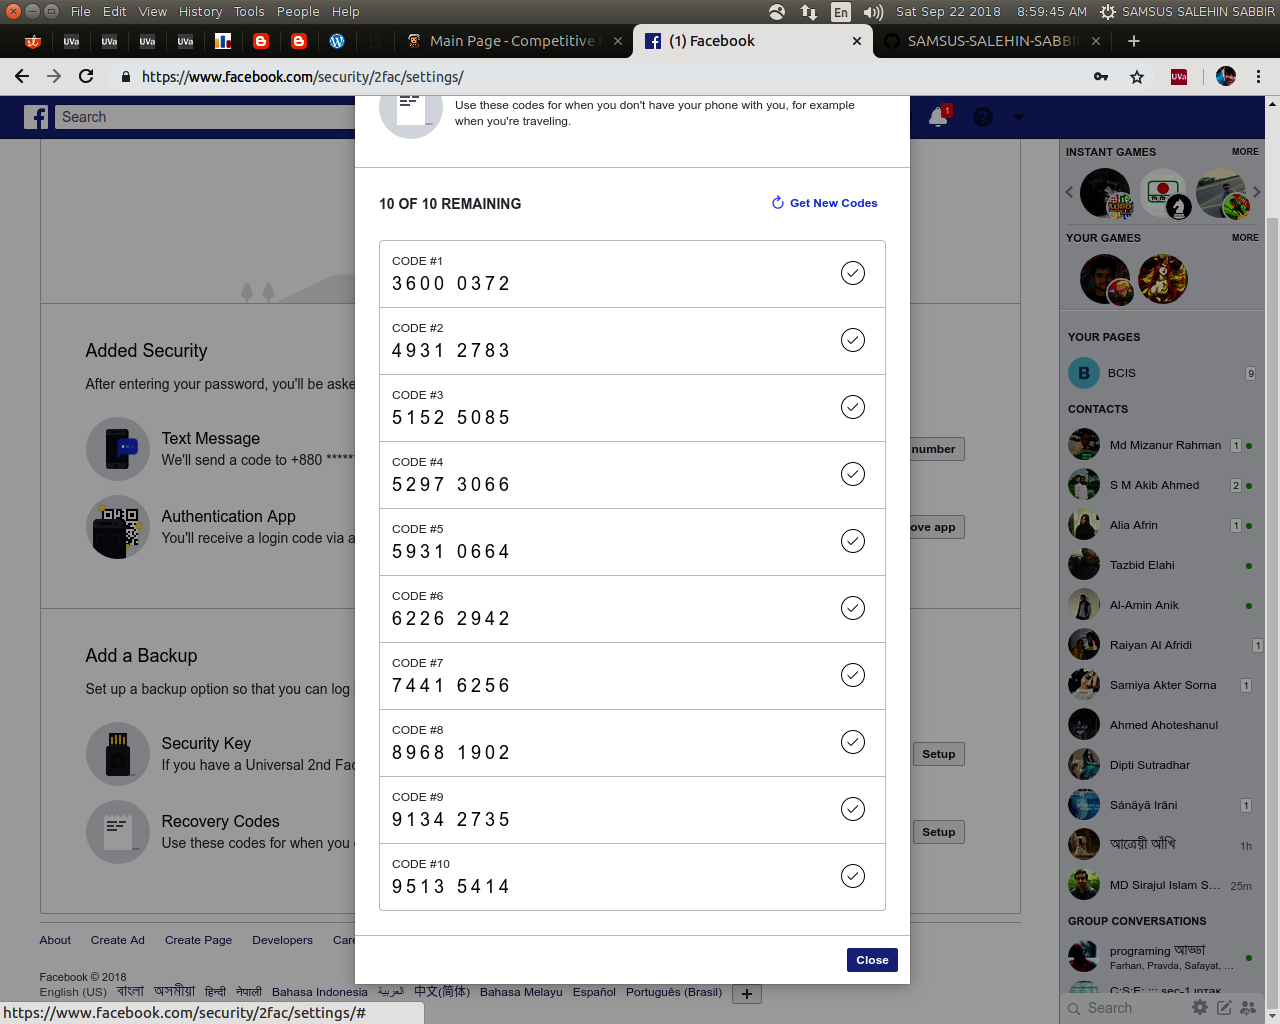 File Edit View History Tools People Help
En
Sat Sep 22 2018 8:59:45 AM SAMSUS SALEHIN SABBIR
UVa UVa UVa UVa
Main Page - Competitive
(1) Facebook
SAMSUS-SALEHIN-SABBI
https://www.facebook.com/security/2fac/settings/
UVa
Search
1
Use these codes for when you don't have your phone with you, for example
when you're traveling.
10 OF 10 REMAINING
Get New Codes
CODE #1
3600 0372
CODE #2
4931 2783
CODE #3
5152 5085
CODE #4
5297 3066
CODE #5
5931 0664
CODE #6
6226 2942
CODE #7
7441 6256
CODE #8
8968 1902
CODE #9
9134 2735
CODE #10
9513 5414
Close
Added Security
After entering your password, you'll be aske
Text Message
We'll send a code to +880 ******
number
Authentication App
You'll receive a login code via a
ove app
Add a Backup
Set up a backup option so that you can log
Security Key
If you have a Universal 2nd Fac
Setup
Recovery Codes
Use these codes for when you
Setup
About Create Ad Create Page Developers Care
Facebook © 2018
English (US) বাংলা অসমীয়া हिन्दी नेपाली Bahasa Indonesia العربية 中文(简体) Bahasa Melayu Español Português (Brasil)
https://www.facebook.com/security/2fac/settings/#
INSTANT GAMES MORE
YOUR GAMES MORE
YOUR PAGES
B BCIS 9
CONTACTS
Md Mizanur Rahman 1
S M Akib Ahmed 2
Alia Afrin 1
Tazbid Elahi
Al-Amin Anik
Raiyan Al Afridi 1
Samiya Akter Sorna 1
Ahmed Ahoteshanul
Dipti Sutradhar
Sánäyä Iráni 1
আত্রেয়ী আঁখি 1h
MD Sirajul Islam S... 25m
GROUP CONVERSATIONS
programing আড্ডা
Farhan, Pravda, Safayat, ...
Search